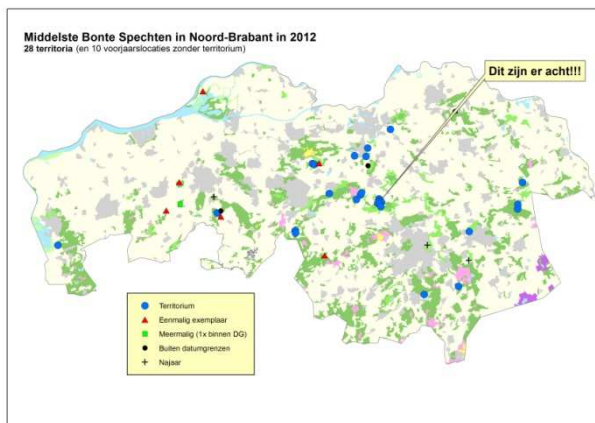 Middelste Bonte Spechten in Noord-Brabant in 2012
28 territoria (en 10 voorjaarslocaties zonder territorium)
Dit zijn er acht!!!
Territorium
Eenmalig exemplaar
Meermalig (1x binnen DG)
Buiten datumgrenzen
Najaar